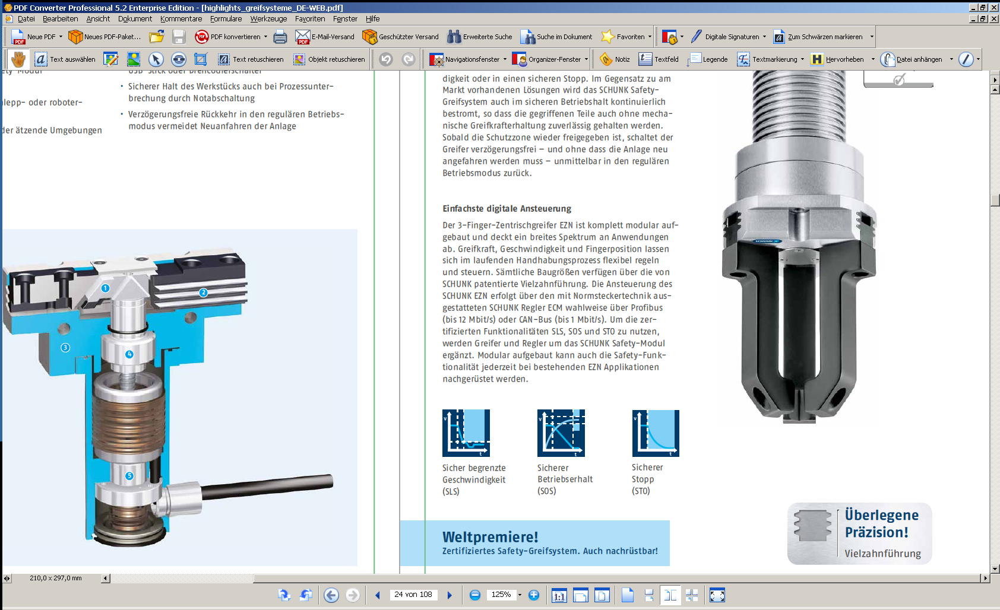 PDF Converter Professional 5.2 Enterprise Edition - [highlights_greifsysteme_DE-WEB.pdf]
Datei Bearbeiten Ansicht Dokument Kommentare Formulare Werkzeuge Favoriten Fenster Hilfe
Neue PDF Neues PDF-Paket... PDF konvertieren E-Mail-Versand Geschützter Versand Erweiterte Suche Suche im Dokument Favoriten Digitale Signaturen Zum Schwärzen markieren
Text auswählen Text retuschieren Objekt retuschieren Navigationsfenster Organizer-Fenster Notiz Textfeld Legende Textmarkierung Hervorheben Datei anhängen
ety-Modul
lepp- oder roboter-
der ätzende Umgebungen
USB-Stick oder Drehcodierschalter
• Sicherer Halt des Werkstücks auch bei Prozessunter-
brechung durch Notabschaltung
• Verzögerungsfreie Rückkehr in den regulären Betriebs-
modus vermeidet Neuanfahren der Anlage
1
2
3
4
5
digkeit oder in einen sicheren Stopp. Im Gegensatz zu am
Markt vorhandenen Lösungen wird das SCHUNK Safety-
Greifsystem auch im sicheren Betriebshalt kontinuierlich
bestromt, so dass die gegriffenen Teile auch ohne mecha-
nische Greifkrafterhaltung zuverlässig gehalten werden.
Sobald die Schutzzone wieder freigegeben ist, schaltet der
Greifer verzögerungsfrei – und ohne dass die Anlage neu
angefahren werden muss – unmittelbar in den regulären
Betriebsmodus zurück.
Einfachste digitale Ansteuerung
Der 3-Finger-Zentrischgreifer EZN ist komplett modular auf-
gebaut und deckt ein breites Spektrum an Anwendungen
ab. Greifkraft, Geschwindigkeit und Fingerposition lassen
sich im laufenden Handhabungsprozess flexibel regeln
und steuern. Sämtliche Baugrößen verfügen über die von
SCHUNK patentierte Vielzahnführung. Die Ansteuerung des
SCHUNK EZN erfolgt über den mit Normsteckertechnik aus-
gestatteten SCHUNK Regler ECM wahlweise über Profibus
(bis 12 Mbit/s) oder CAN-Bus (bis 1 Mbit/s). Um die zer-
tifizierten Funktionalitäten SLS, SOS und STO zu nutzen,
werden Greifer und Regler um das SCHUNK Safety-Modul
ergänzt. Modular aufgebaut kann auch die Safety-Funk-
tionalität jederzeit bei bestehenden EZN Applikationen
nachgerüstet werden.
SCHUNK
v t
v t
v t
Sicher begrenzte
Geschwindigkeit
(SLS)
Sicherer
Betriebserhalt
(SOS)
Sicherer
Stopp
(STO)
Weltpremiere!
Zertifiziertes Safety-Greifsystem. Auch nachrüstbar!
Überlegene
Präzision!
Vielzahnführung
210,0 x 297,0 mm
24 von 108 125% 1:1